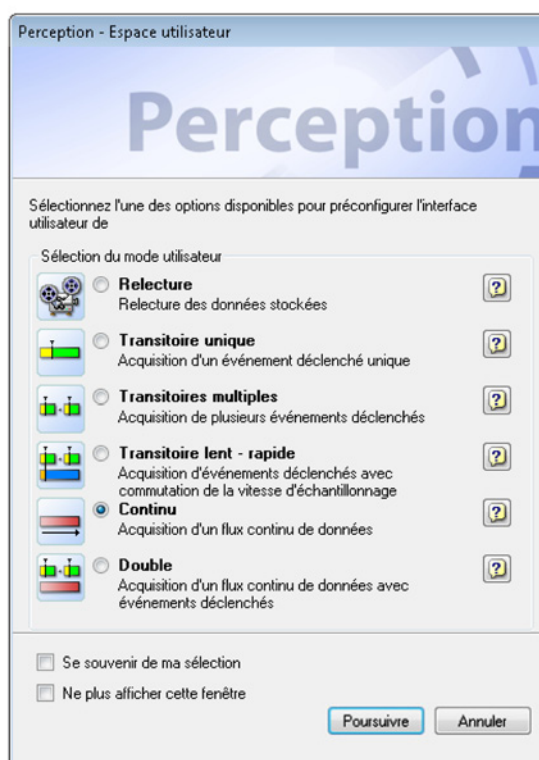 Perception - Espace utilisateur
Perception
Sélectionnez l'une des options disponibles pour préconfigurer l'interface
utilisateur de
Sélection du mode utilisateur
Relecture
Relecture des données stockées
Transitoire unique
Acquisition d'un événement déclenché unique
Transitoires multiples
Acquisition de plusieurs événements déclenchés
Transitoire lent - rapide
Acquisition d'événements déclenchés avec
commutation de la vitesse d'échantillonnage
Continu
Acquisition d'un flux continu de données
Double
Acquisition d'un flux continu de données avec
événements déclenchés
Se souvenir de ma sélection
Ne plus afficher cette fenêtre
Poursuivre Annuler